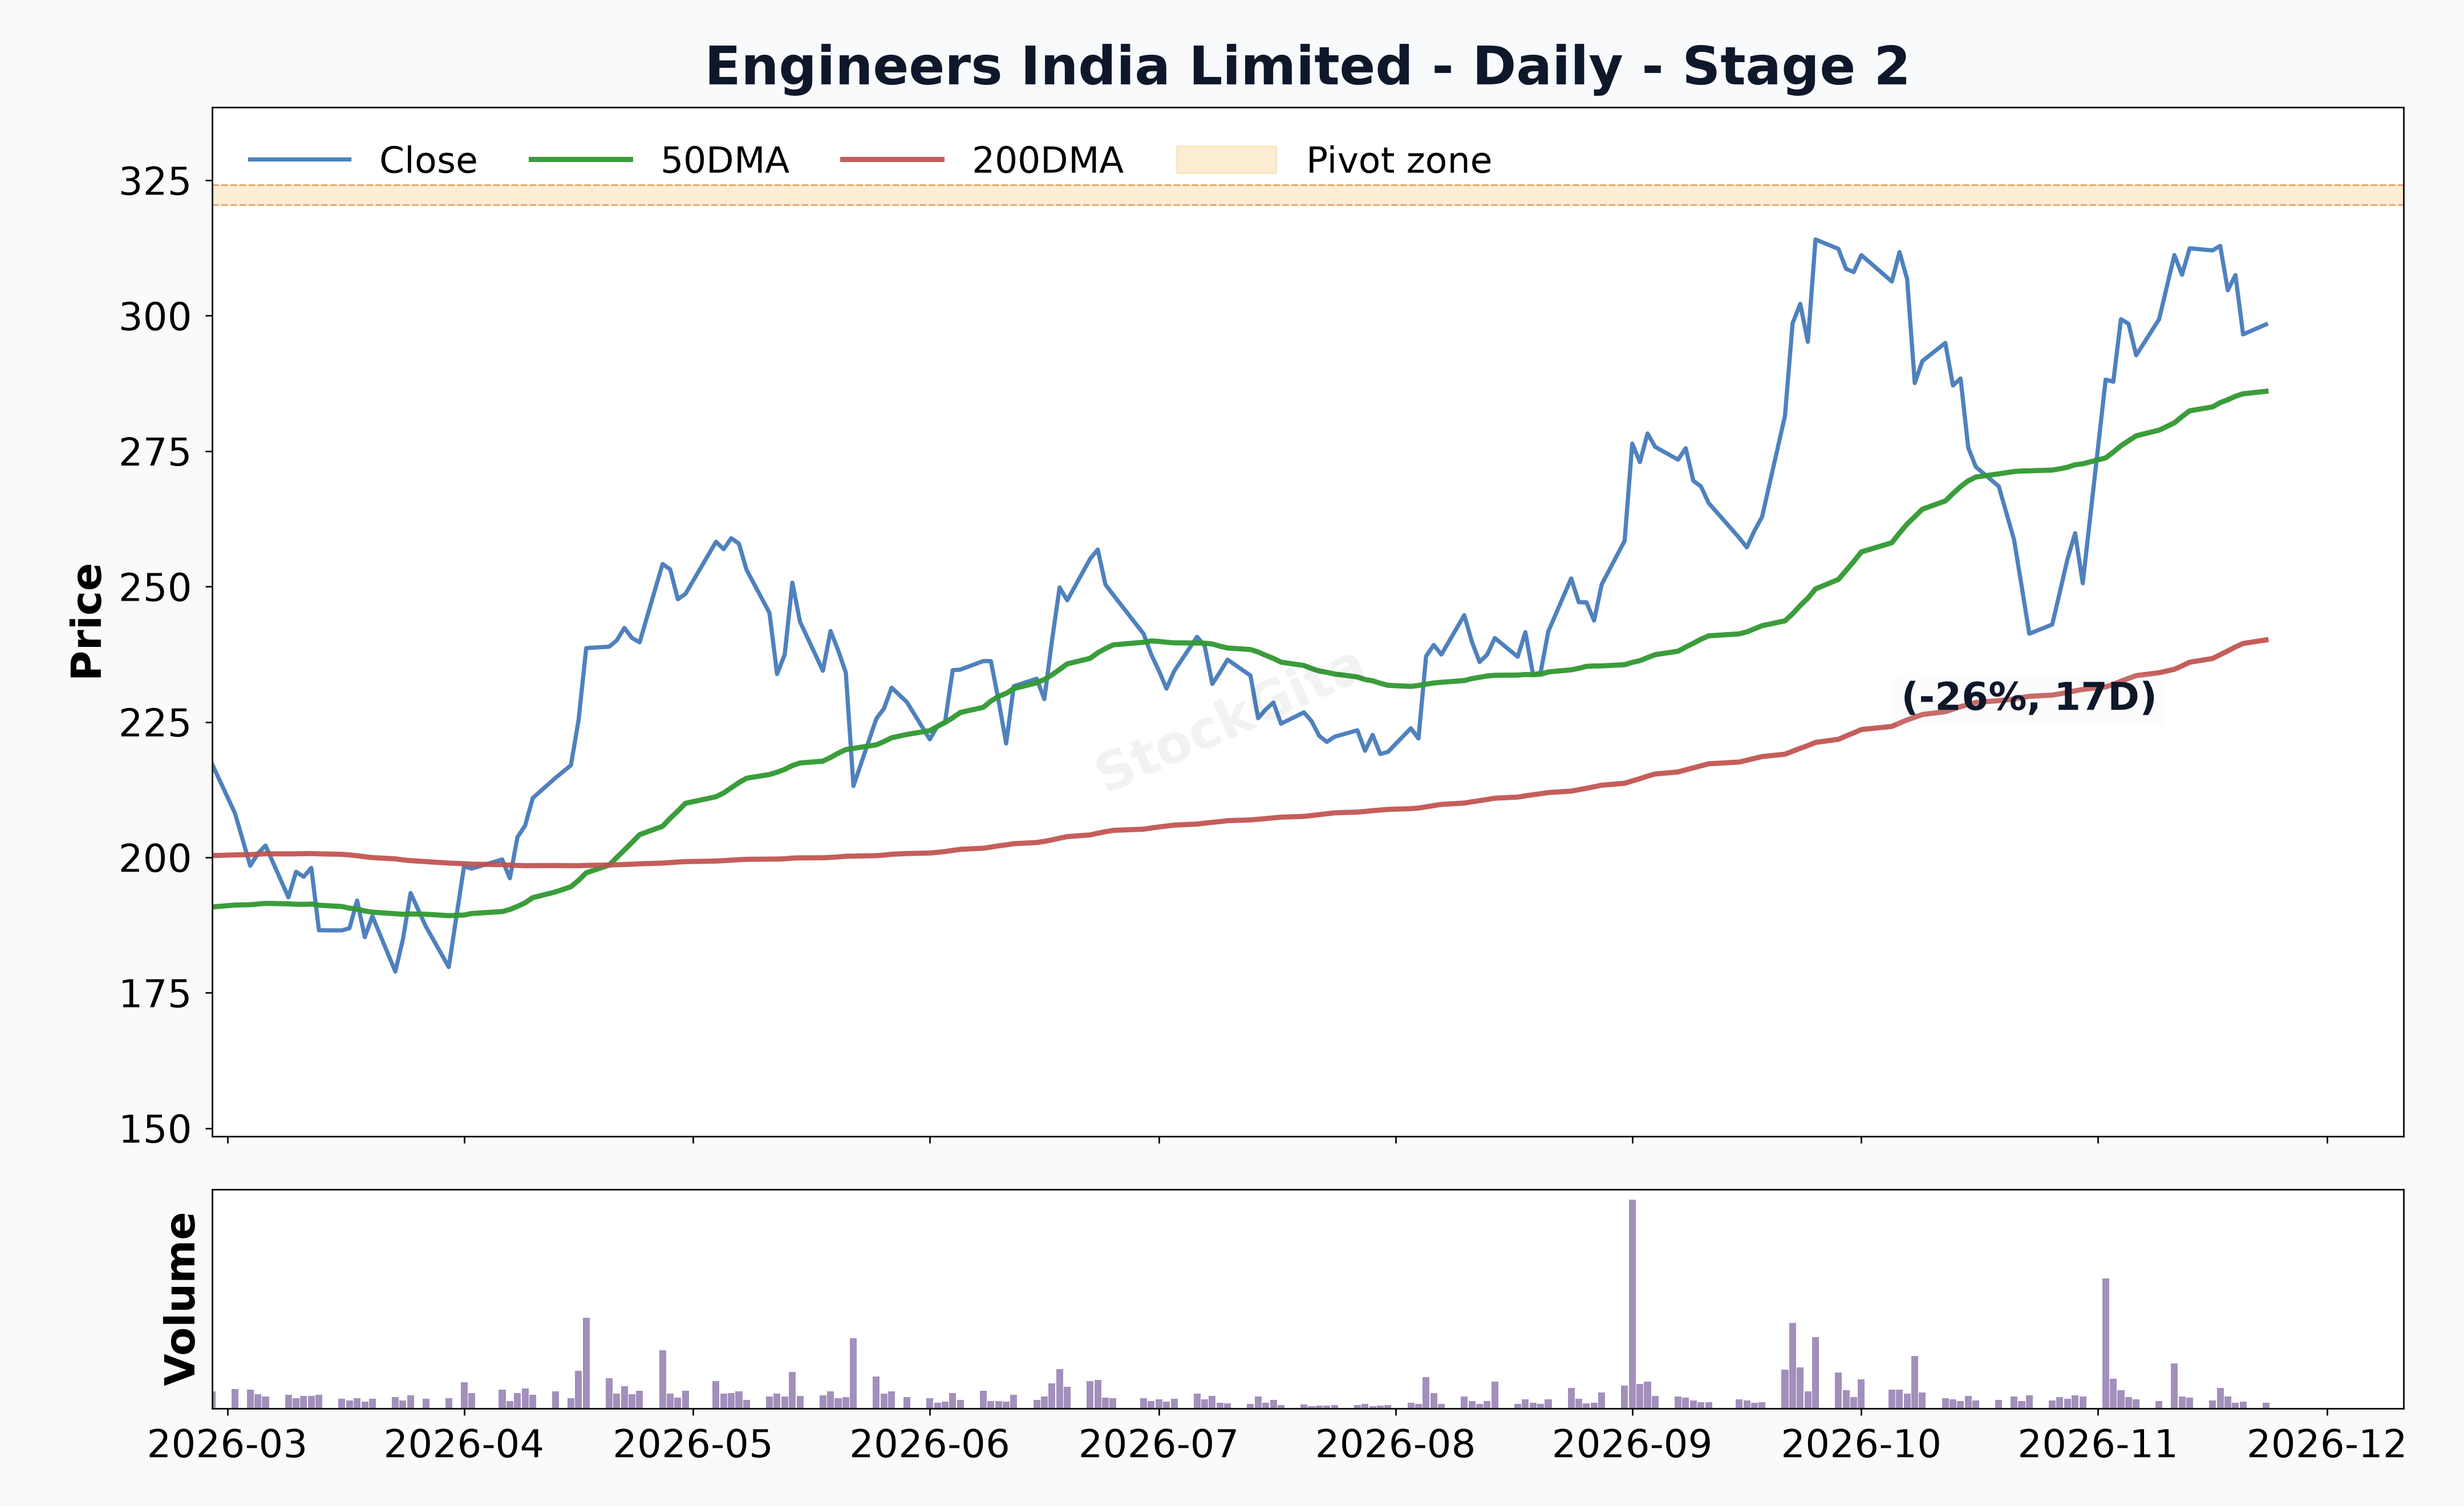 Engineers India Limited - Daily - Stage 2
Close 50DMA 200DMA Pivot zone
325
300
275
250
225
200
175
150
Price
StockGita
(-26%, 17D)
Volume
2026-03 2026-04 2026-05 2026-06 2026-07 2026-08 2026-09 2026-10 2026-11 2026-12